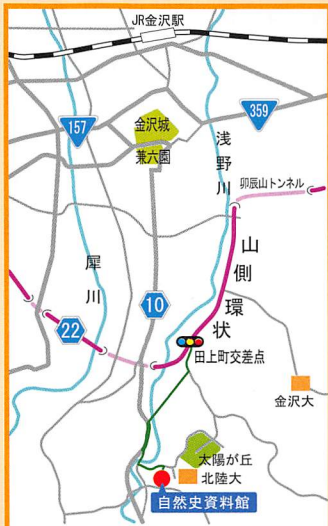 JR金沢駅
157
359
金沢城
兼六園
浅野川
卯辰山トンネル
山側環状
犀川
10
22
田上町交差点
金沢大
太陽が丘
北陸大
自然史資料館